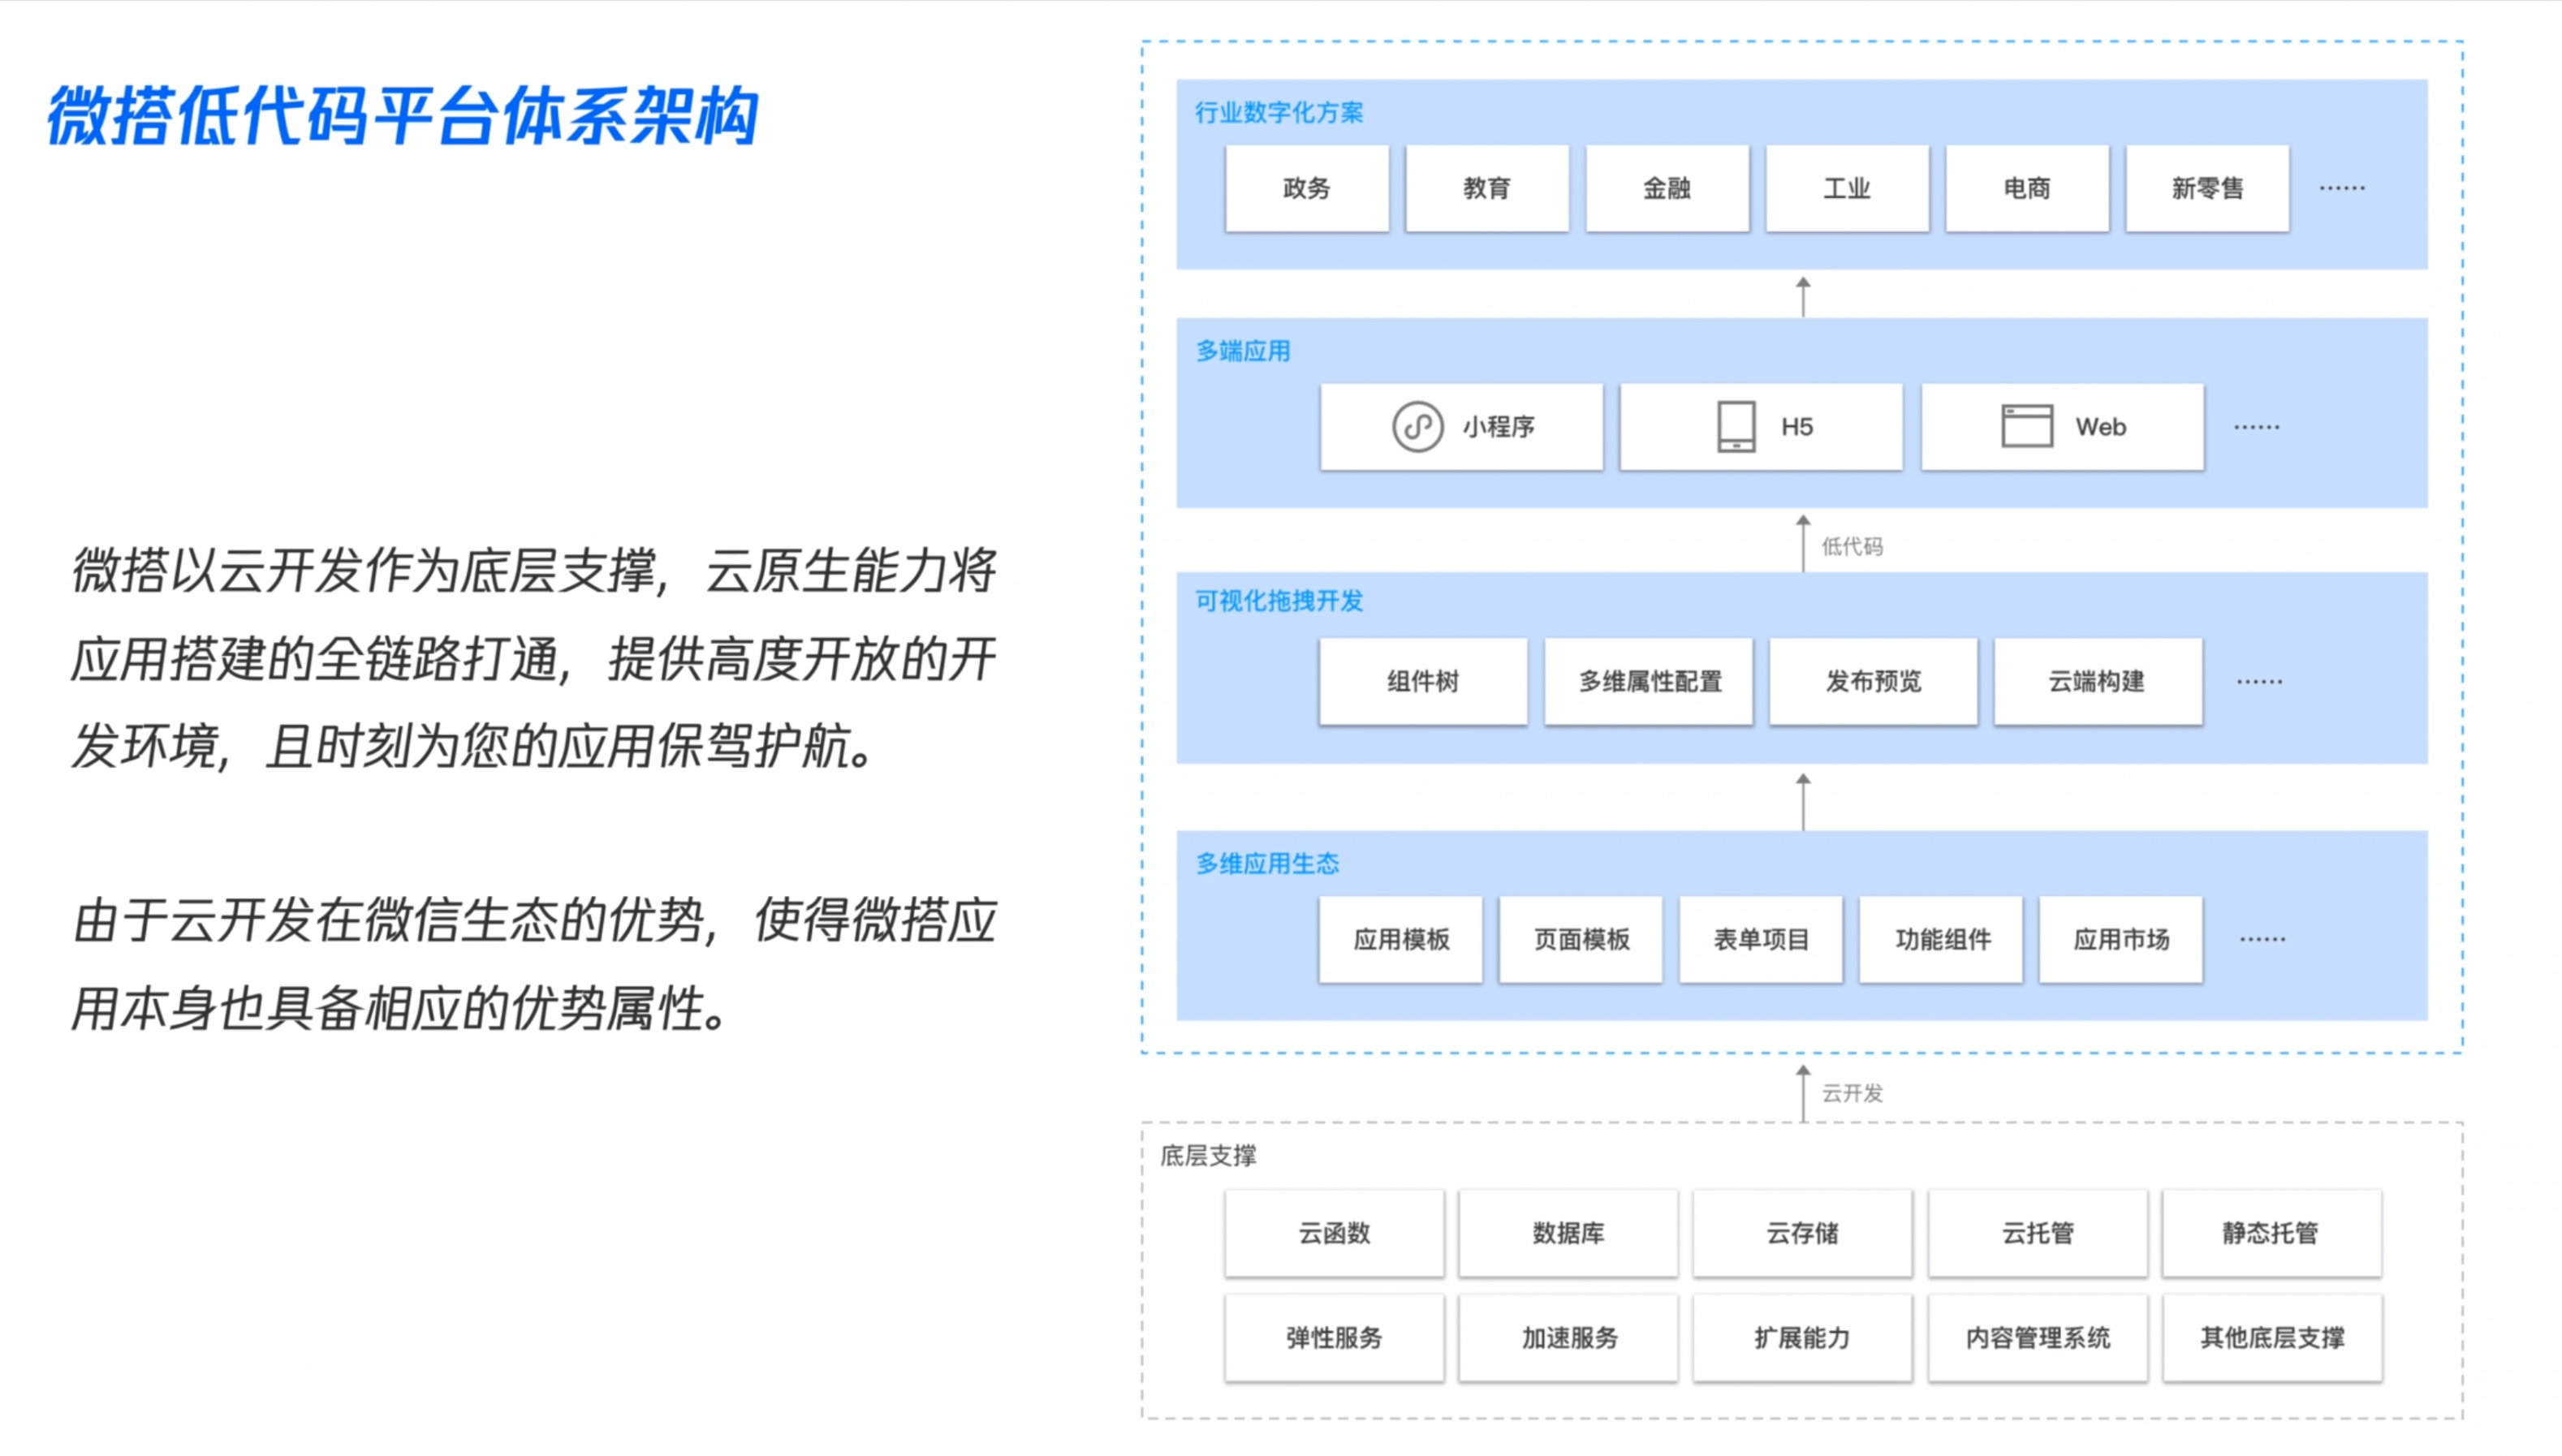 微搭低代码平台体系架构
微搭以云开发作为底层支撑，云原生能力将
应用搭建的全链路打通，提供高度开放的开
发环境，且时刻为您的应用保驾护航。
由于云开发在微信生态的优势，使得微搭应
用本身也具备相应的优势属性。
行业数字化方案
政务 教育 金融 工业 电商 新零售 ······
多端应用
小程序 H5 Web ······
低代码
可视化拖拽开发
组件树 多维属性配置 发布预览 云端构建 ······
多维应用生态
应用模板 页面模板 表单项目 功能组件 应用市场 ······
云开发
底层支撑
云函数 数据库 云存储 云托管 静态托管
弹性服务 加速服务 扩展能力 内容管理系统 其他底层支撑